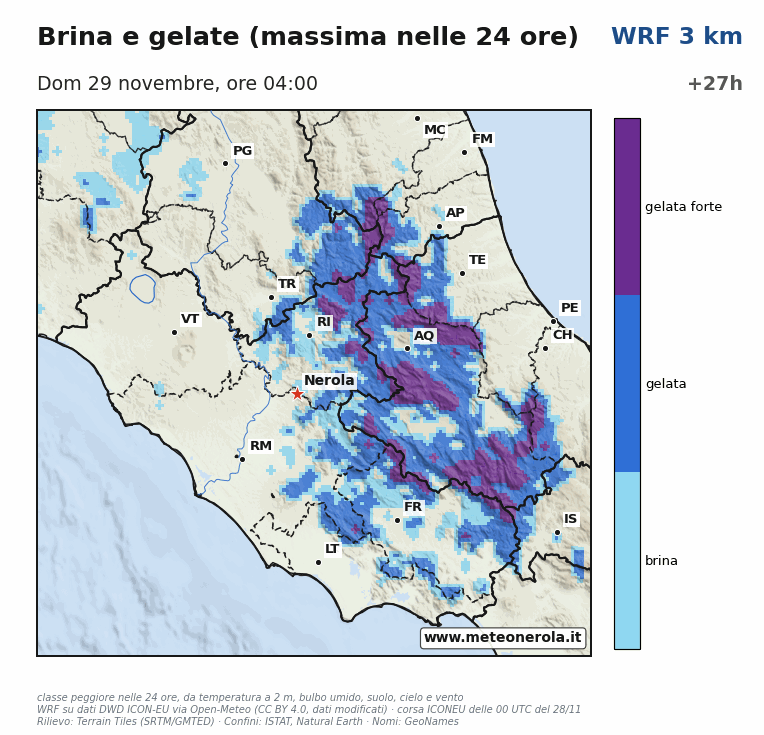 Brina e gelate (massima nelle 24 ore)
WRF 3 km
Dom 29 novembre, ore 04:00
+27h
MC
FM
PG
AP
TE
TR
PE
VT
RI
AQ
CH
Nerola
RM
FR
IS
LT
www.meteonerola.it
gelata forte
gelata
brina
classe peggiore nelle 24 ore, da temperatura a 2 m, bulbo umido, suolo, cielo e vento
WRF su dati DWD ICON-EU via Open-Meteo (CC BY 4.0, dati modificati) · corsa ICONEU delle 00 UTC del 28/11
Rilievo: Terrain Tiles (SRTM/GMTED) · Confini: ISTAT, Natural Earth · Nomi: GeoNames